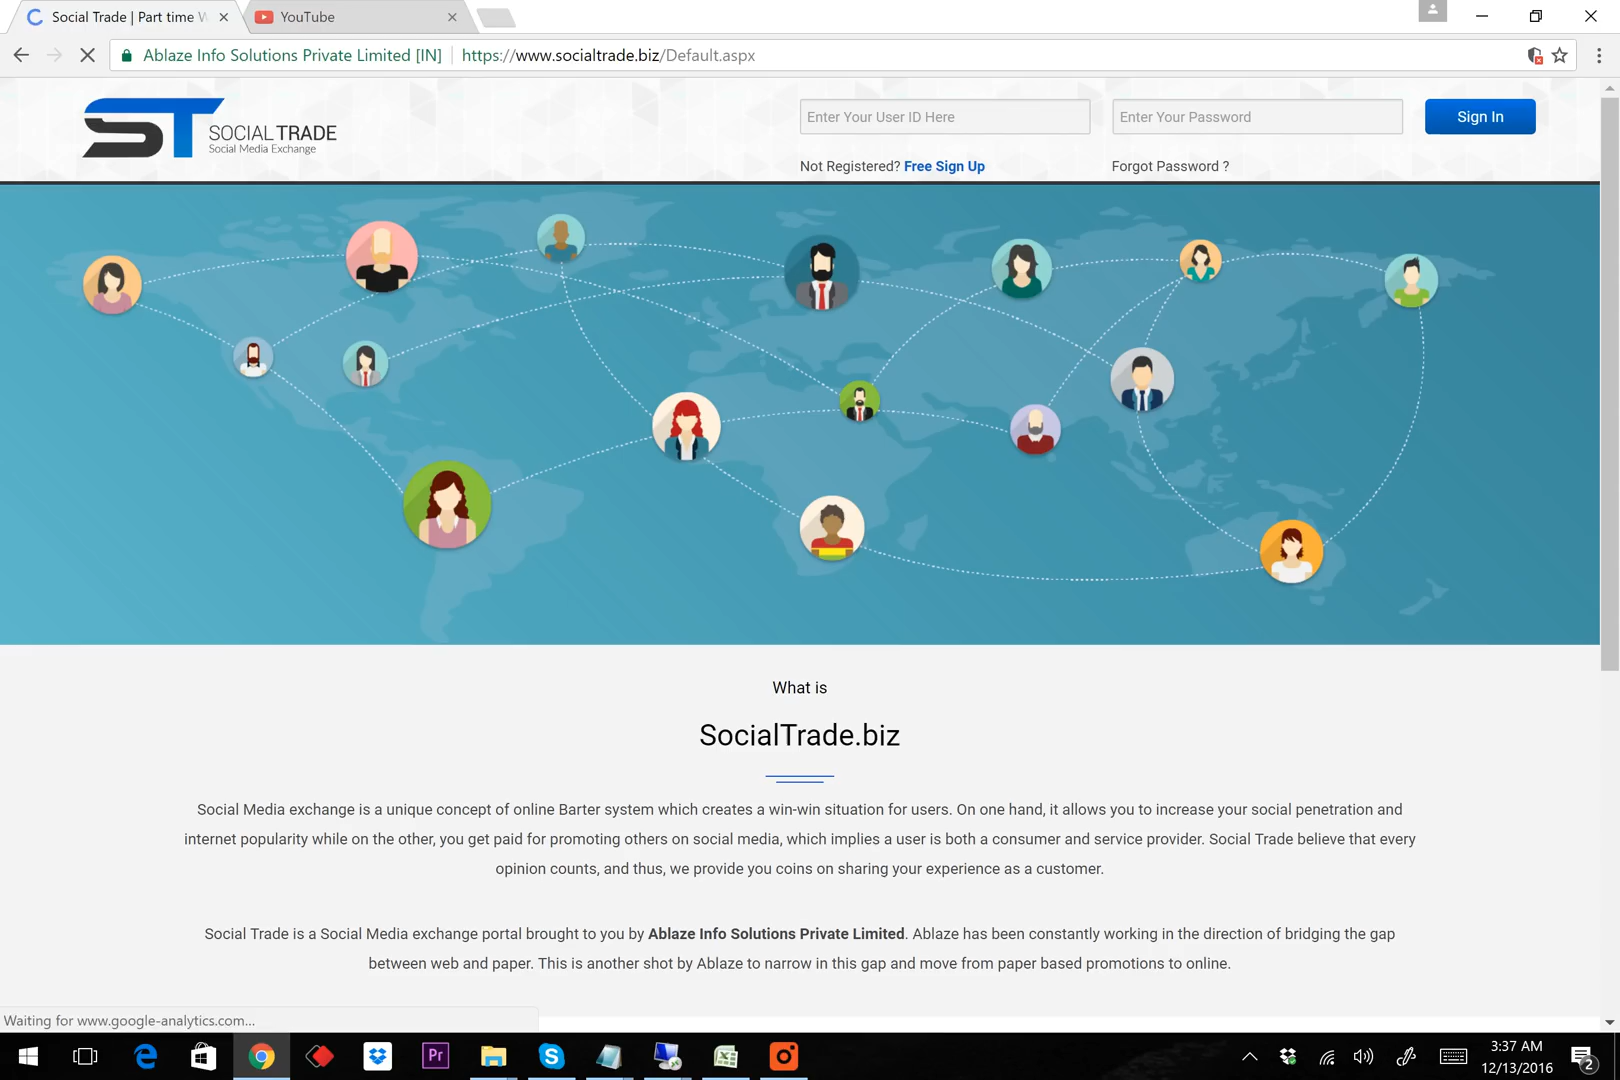 Social Trade | Part time W
YouTube
Ablaze Info Solutions Private Limited [IN] https://www.socialtrade.biz/Default.aspx
ST SOCIAL TRADE
Social Media Exchange
Enter Your User ID Here
Enter Your Password
Sign In
Not Registered? Free Sign Up
Forgot Password ?
What is
SocialTrade.biz
Social Media exchange is a unique concept of online Barter system which creates a win-win situation for users. On one hand, it allows you to increase your social penetration and
internet popularity while on the other, you get paid for promoting others on social media, which implies a user is both a consumer and service provider. Social Trade believe that every
opinion counts, and thus, we provide you coins on sharing your experience as a customer.
Social Trade is a Social Media exchange portal brought to you by Ablaze Info Solutions Private Limited. Ablaze has been constantly working in the direction of bridging the gap
between web and paper. This is another shot by Ablaze to narrow in this gap and move from paper based promotions to online.
Waiting for www.google-analytics.com...
Pr
3:37 AM
12/13/2016
2